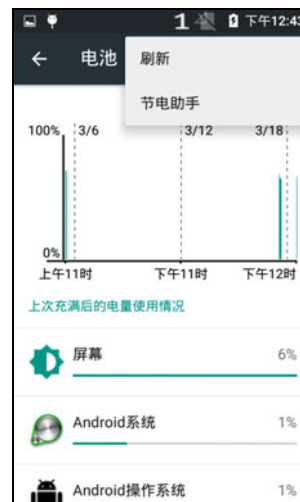 1 下午12:43
电池
刷新
节电助手
100% 3/6 3/12 3/18
0%
上午11时 下午11时 下午12时
上次充满后的电量使用情况
屏幕 6%
Android系统 1%
Android操作系统 1%